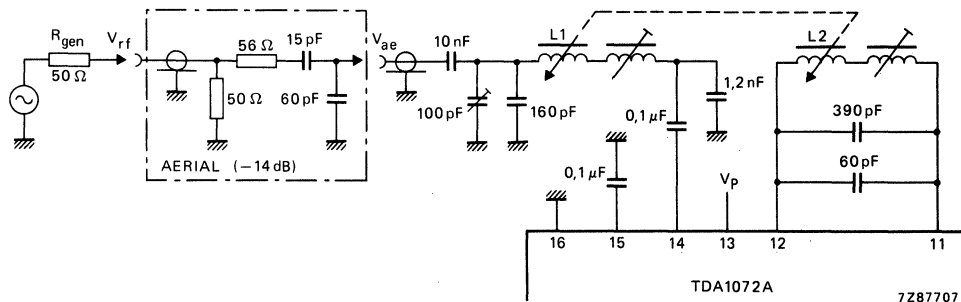 R_gen
50 Ω
V_rf
50 Ω
56 Ω
15 pF
60 pF
AERIAL (−14 dB)
V_ae
10 nF
100 pF
160 pF
L1
0,1 µF
0,1 µF
1,2 nF
L2
390 pF
60 pF
V_P
16
15
14
13
12
11
TDA1072A
7Z87707